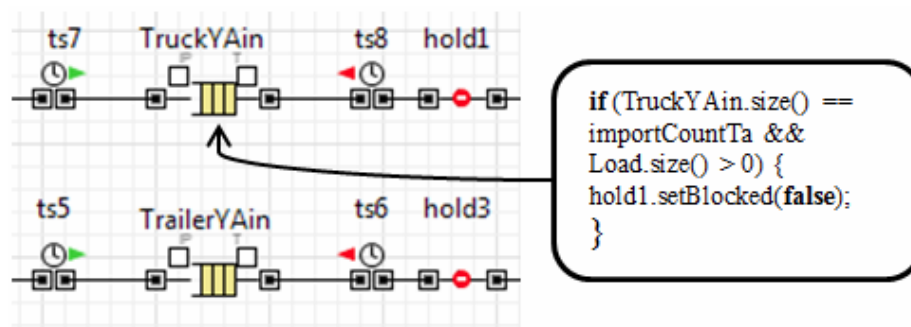 ts7 TruckYAin ts8 hold1
P T
if (TruckYAin.size() ==
importCountTa &&
Load.size() > 0) {
hold1.setBlocked(false);
}
ts5 TrailerYAin ts6 hold3
P T